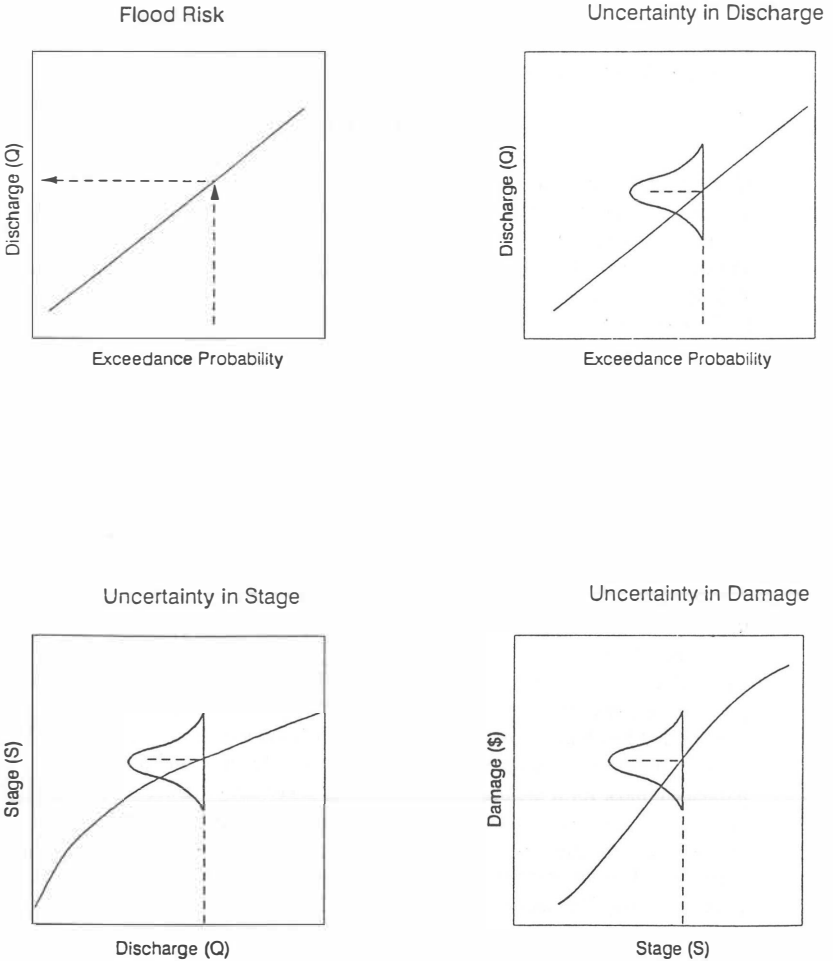 Flood Risk
Discharge (Q)
Exceedance Probability
Uncertainty in Discharge
Discharge (Q)
Exceedance Probability
Uncertainty in Stage
Stage (S)
Discharge (Q)
Uncertainty in Damage
Damage ($)
Stage (S)